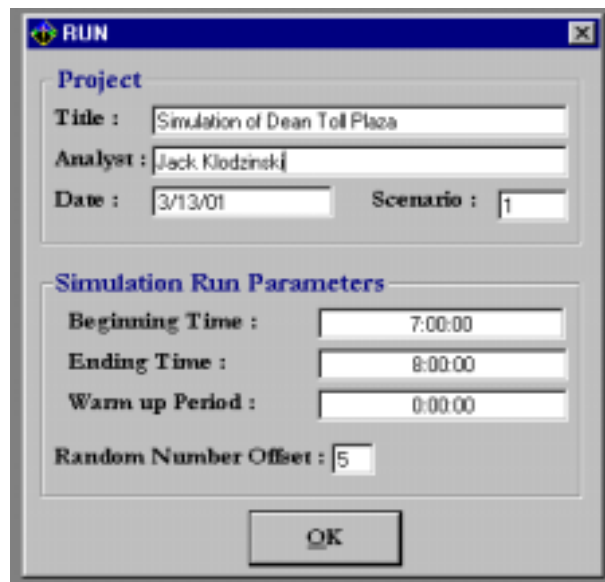 RUN
Project
Title : Simulation of Dean Toll Plaza
Analyst : Jack Klodzinski
Date : 3/13/01 Scenario : 1
Simulation Run Parameters
Beginning Time : 7:00:00
Ending Time : 8:00:00
Warm up Period : 0:00:00
Random Number Offset : 5
OK